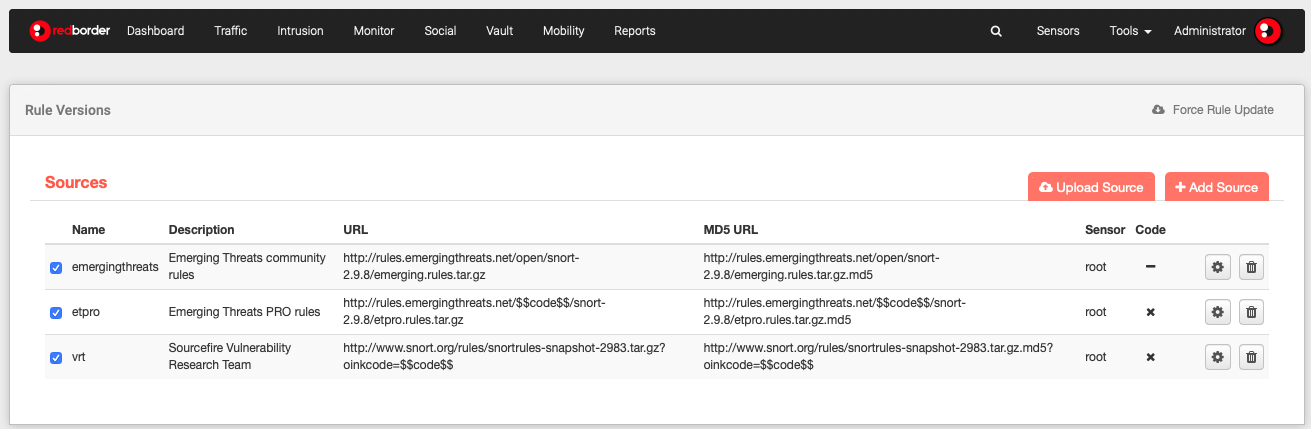 redborder Dashboard Traffic Intrusion Monitor Social Vault Mobility Reports Sensors Tools Administrator
Rule Versions Force Rule Update
Sources Upload Source + Add Source
Name Description URL MD5 URL Sensor Code
emergingthreats Emerging Threats community http://rules.emergingthreats.net/open/snort- http://rules.emergingthreats.net/open/snort- root
rules 2.9.8/emerging.rules.tar.gz 2.9.8/emerging.rules.tar.gz.md5
etpro Emerging Threats PRO rules http://rules.emergingthreats.net/$$code$$/snort- http://rules.emergingthreats.net/$$code$$/snort- root
2.9.8/etpro.rules.tar.gz 2.9.8/etpro.rules.tar.gz.md5
vrt Sourcefire Vulnerability http://www.snort.org/rules/snortrules-snapshot-2983.tar.gz? http://www.snort.org/rules/snortrules-snapshot-2983.tar.gz.md5? root
Research Team oinkcode=$$code$$ oinkcode=$$code$$